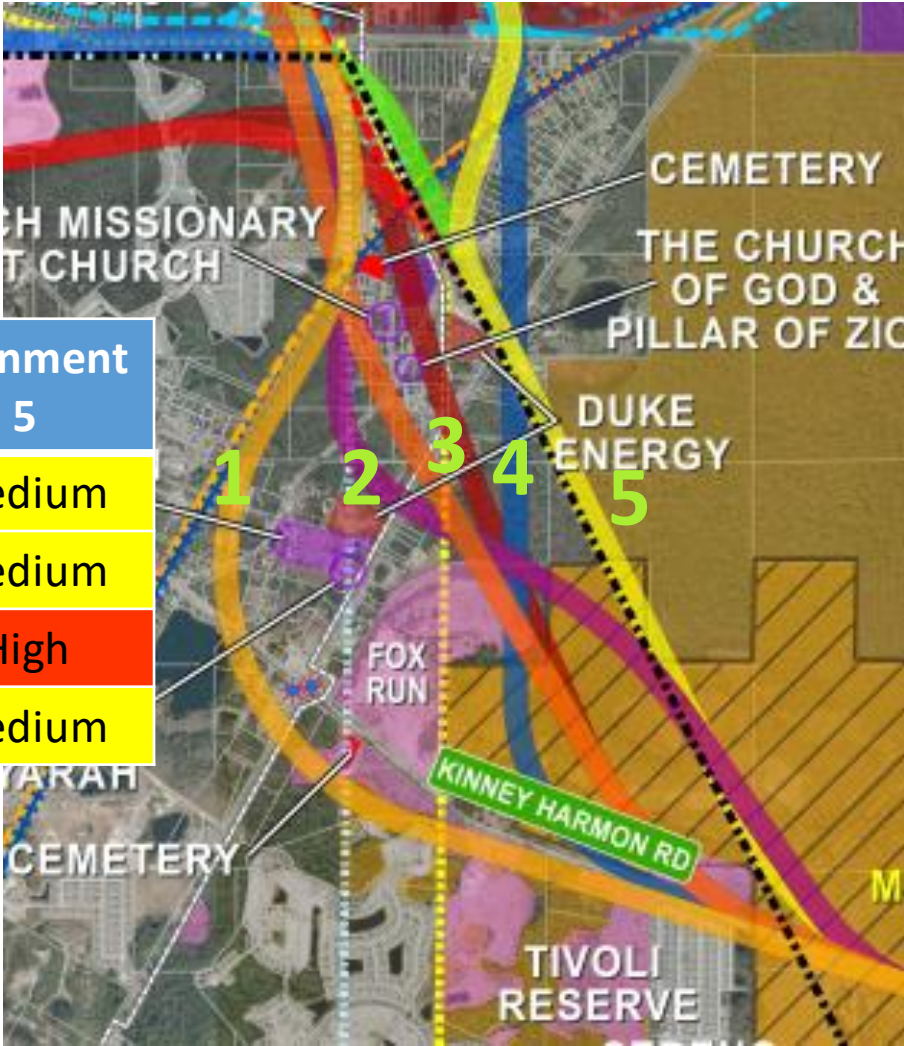 CEMETERY
CH MISSIONARY
T CHURCH
THE CHURCH
OF GOD &
PILLAR OF ZIO
nment
5
DUKE
ENERGY
1
2
3
4
5
edium
edium
High
edium
FOX
RUN
YARAH
KINNEY HARMON RD
CEMETERY
M
TIVOLI
RESERVE